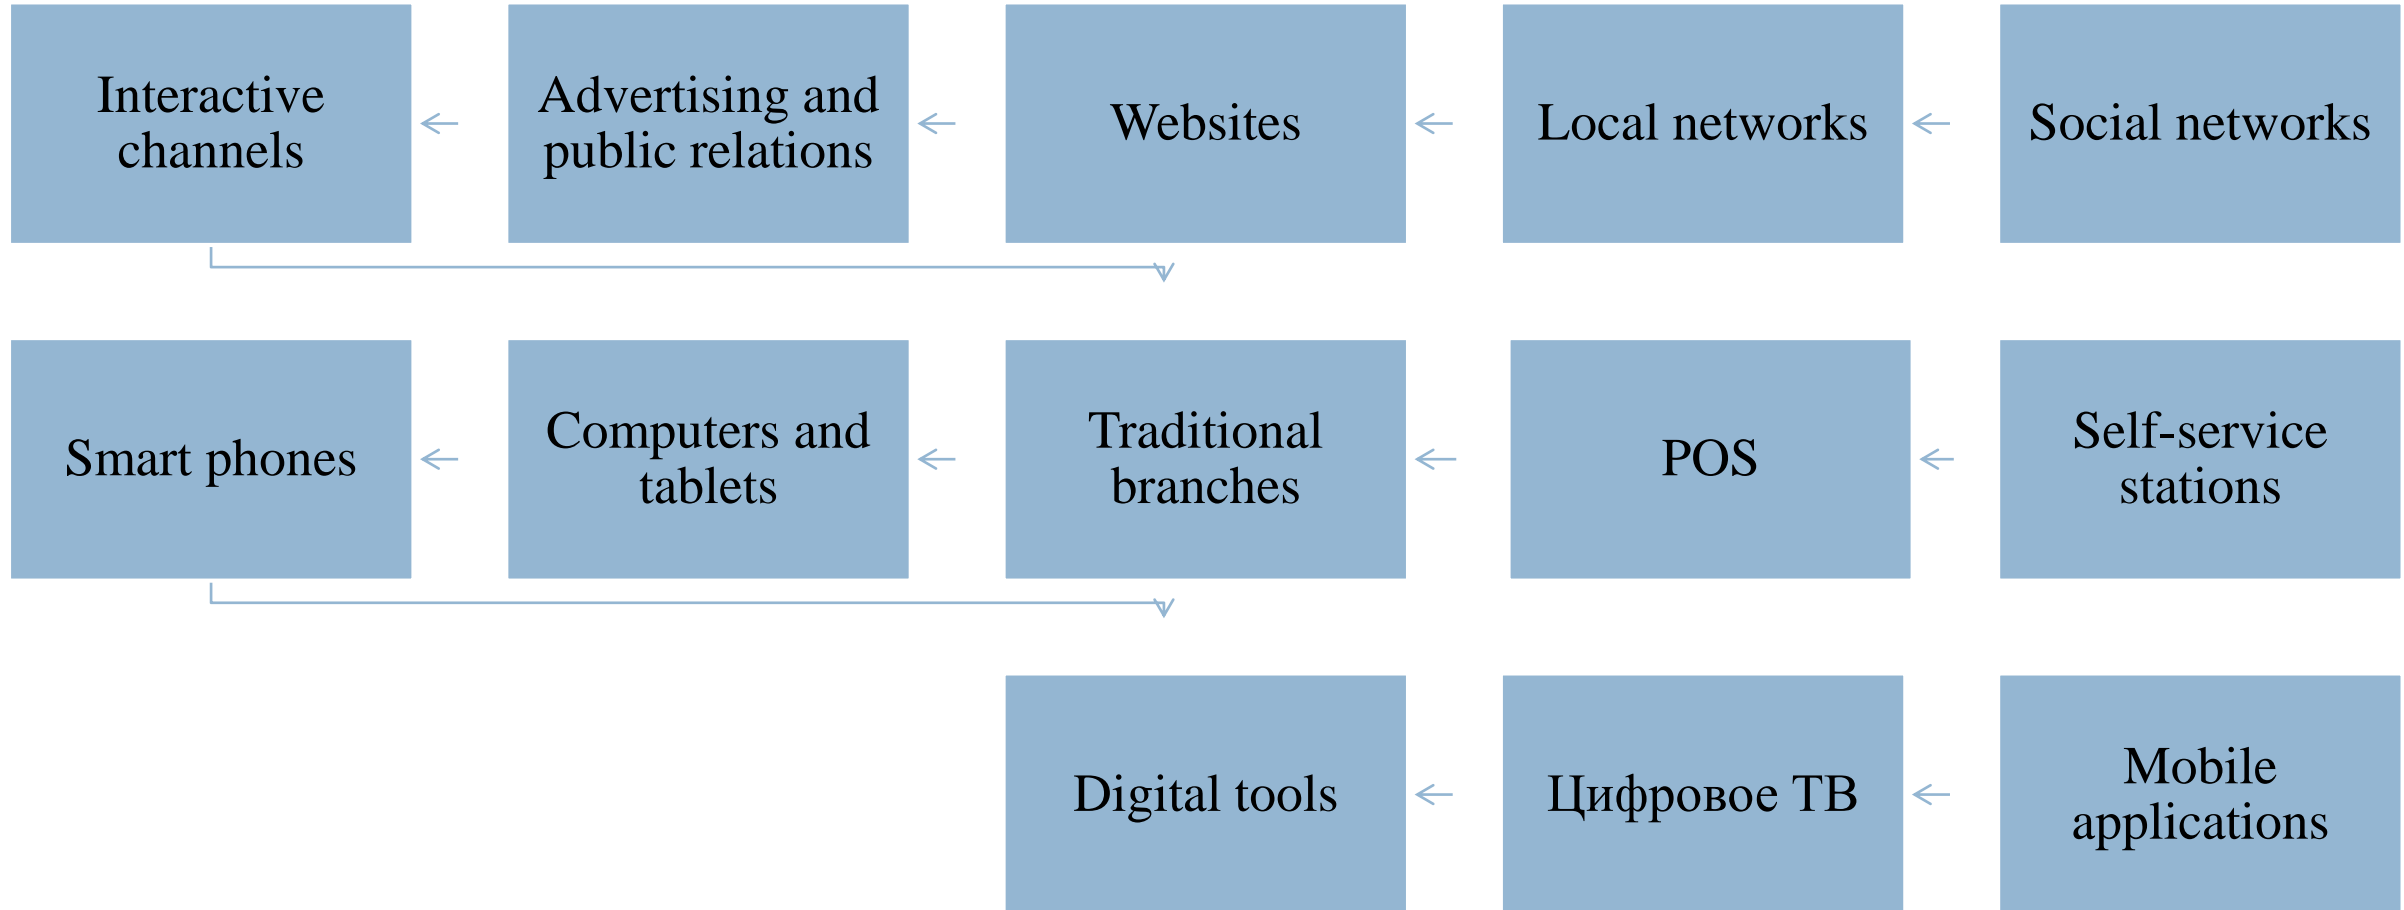 Interactive
channels
Advertising and
public relations
Websites
Local networks
Social networks
Smart phones
Computers and
tablets
Traditional
branches
POS
Self-service
stations
Digital tools
Цифровое ТВ
Mobile
applications